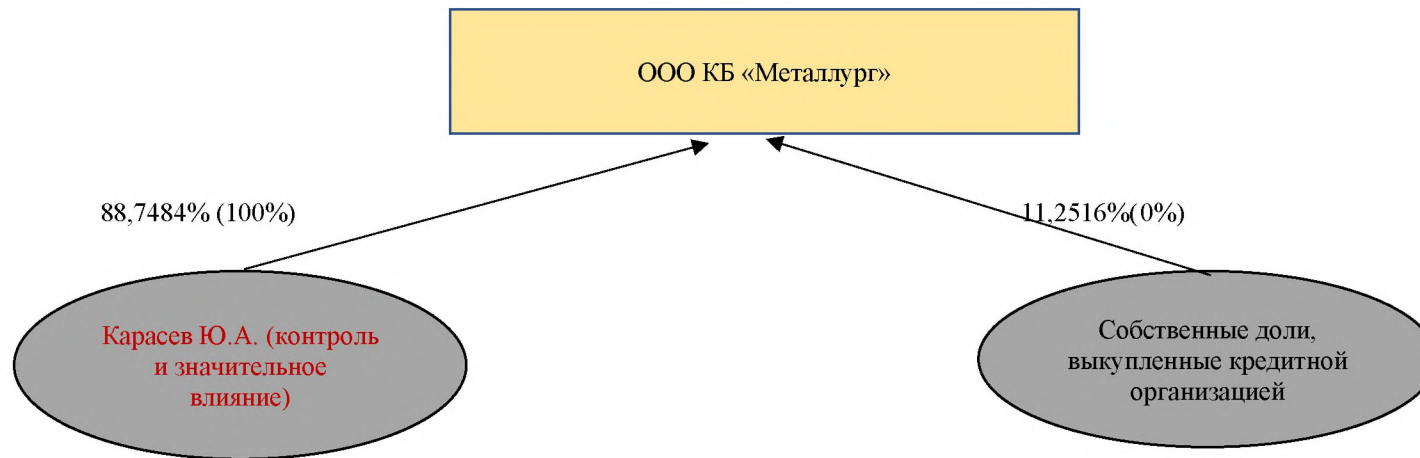 ООО КБ «Металлург»
88,7484% (100%)
11,2516%(0%)
Карасев Ю.А. (контроль
и значительное
влияние)
Собственные доли,
выкупленные кредитной
организацией